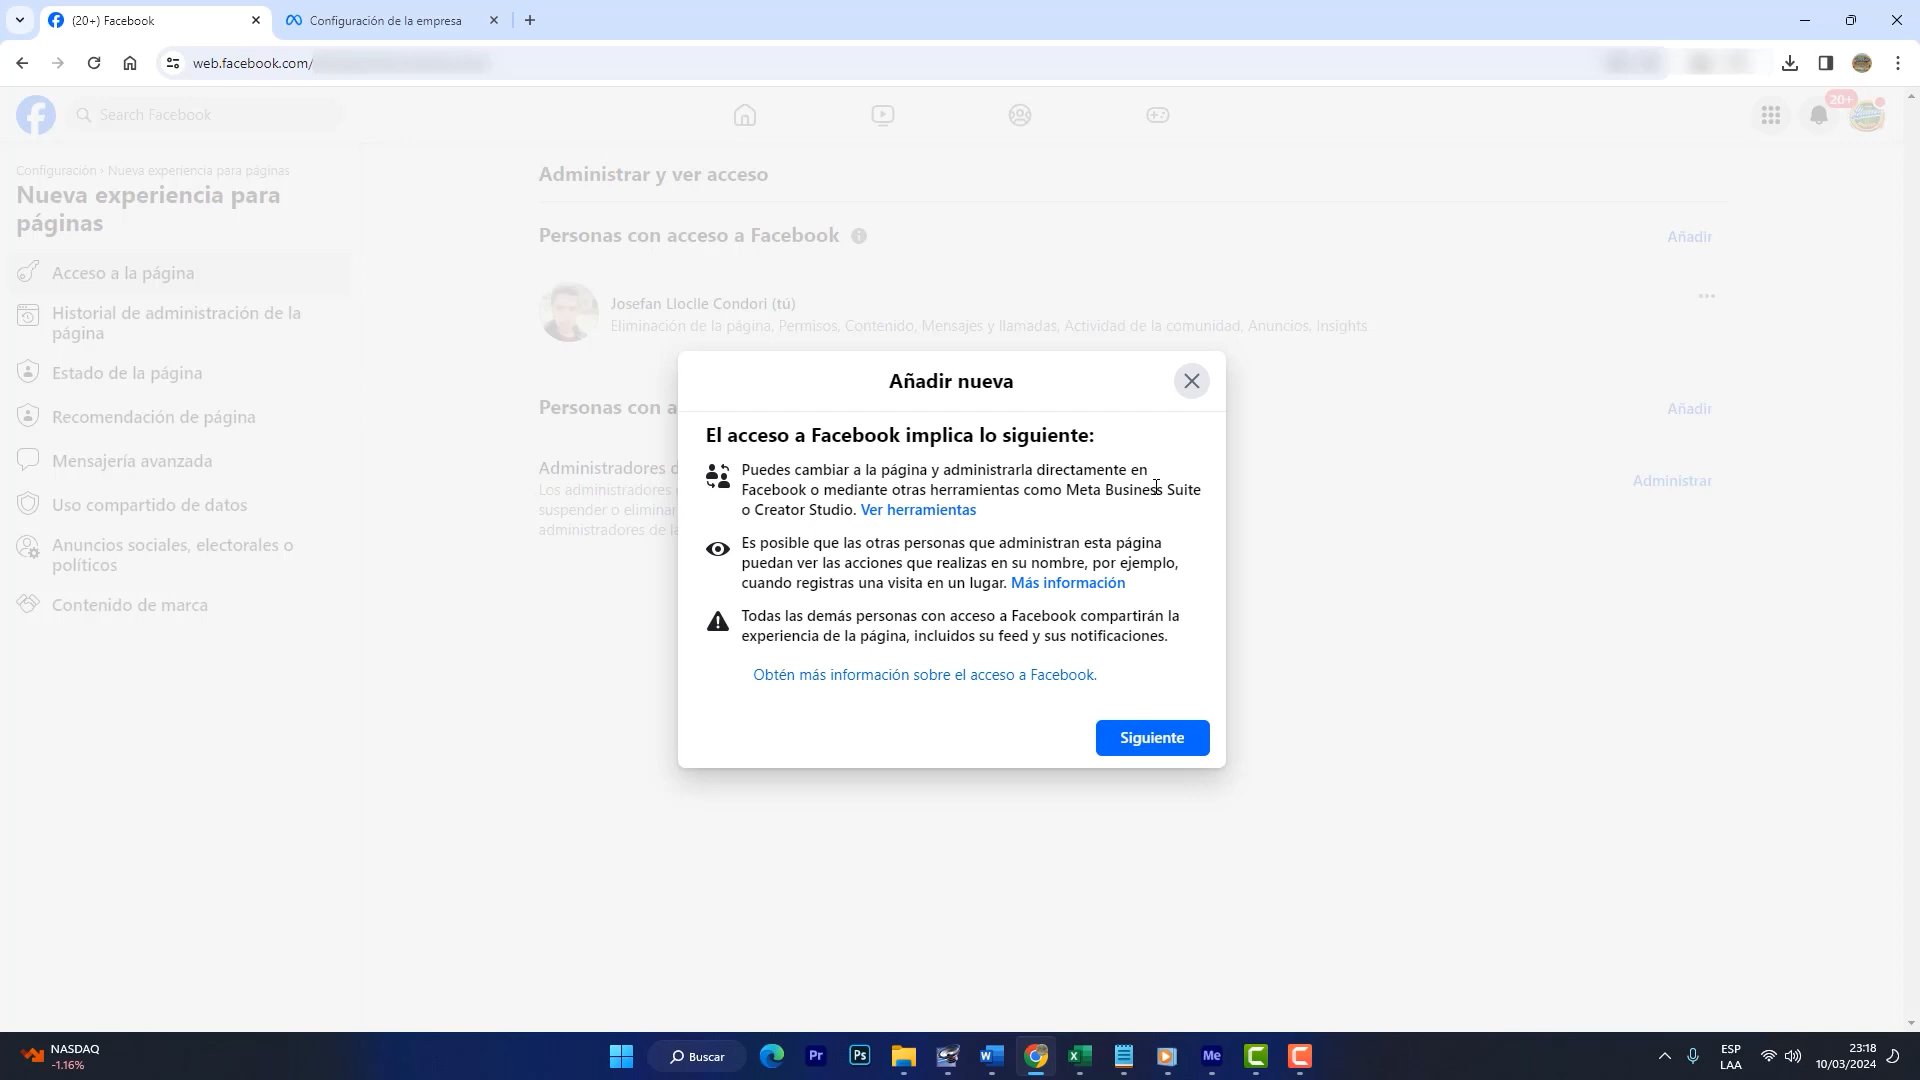 (20+) Facebook
Configuración de la empresa
web.facebook.com/
Search Facebook
20+
Configuración › Nueva experiencia para páginas
Nueva experiencia para
páginas
Acceso a la página
Historial de administración de la
página
Estado de la página
Recomendación de página
Mensajería avanzada
Uso compartido de datos
Anuncios sociales, electorales o
políticos
Contenido de marca
Administrar y ver acceso
Personas con acceso a Facebook
Añadir
Josefan Lloclle Condori (tú)
Eliminación de la página, Permisos, Contenido, Mensajes y llamadas, Actividad de la comunidad, Anuncios, Insights
Personas con a
Añadir
Administradores d
Los administradores
suspender o eliminar
administradores de la
Administrar
Añadir nueva
El acceso a Facebook implica lo siguiente:
Puedes cambiar a la página y administrarla directamente en
Facebook o mediante otras herramientas como Meta Business Suite
o Creator Studio. Ver herramientas
Es posible que las otras personas que administran esta página
puedan ver las acciones que realizas en su nombre, por ejemplo,
cuando registras una visita en un lugar. Más información
Todas las demás personas con acceso a Facebook compartirán la
experiencia de la página, incluidos su feed y sus notificaciones.
Obtén más información sobre el acceso a Facebook.
Siguiente
NASDAQ
-1.16%
Buscar
Pr
Ps
Me
ESP
LAA
23:18
10/03/2024